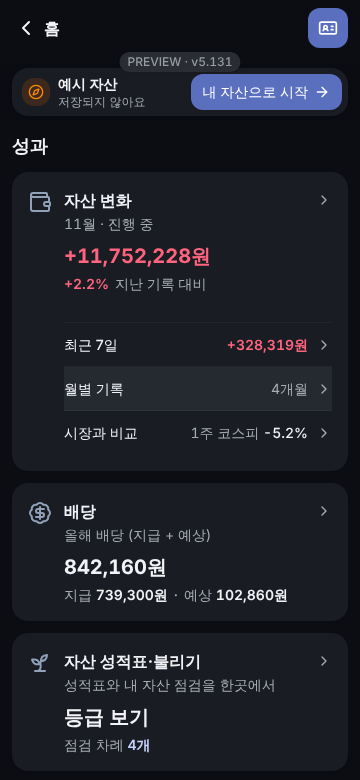 홈
PREVIEW · v5.131
예시 자산
저장되지 않아요
내 자산으로 시작 →
성과
자산 변화
11월 · 진행 중
+11,752,228원
+2.2% 지난 기록 대비
최근 7일 +328,319원
월별 기록 4개월
시장과 비교 1주 코스피 -5.2%
배당
올해 배당 (지급 + 예상)
842,160원
지급 739,300원 · 예상 102,860원
자산 성적표·불리기
성적표와 내 자산 점검을 한곳에서
등급 보기
점검 차례 4개